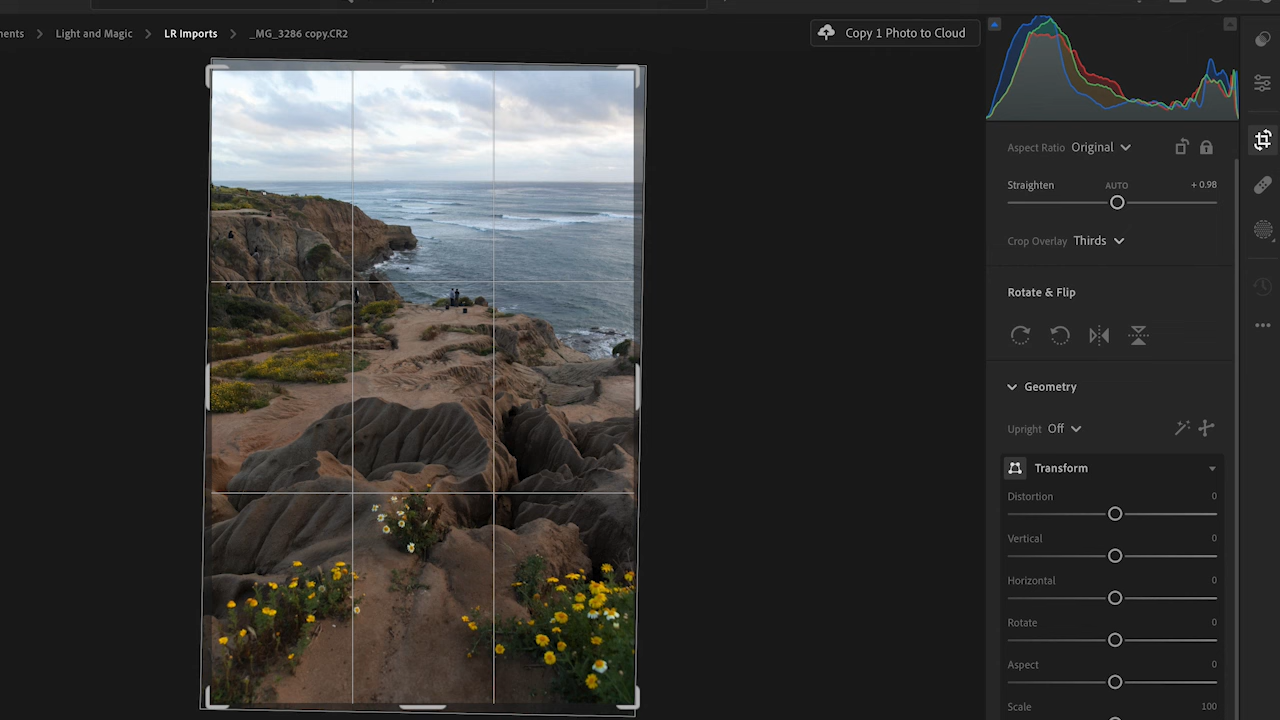 ents > Light and Magic > LR Imports > _MG_3286 copy.CR2
Copy 1 Photo to Cloud
Aspect Ratio Original
Straighten AUTO + 0.98
Crop Overlay Thirds
Rotate & Flip
Geometry
Upright Off
Transform
Distortion 0
Vertical 0
Horizontal 0
Rotate 0
Aspect 0
Scale 100